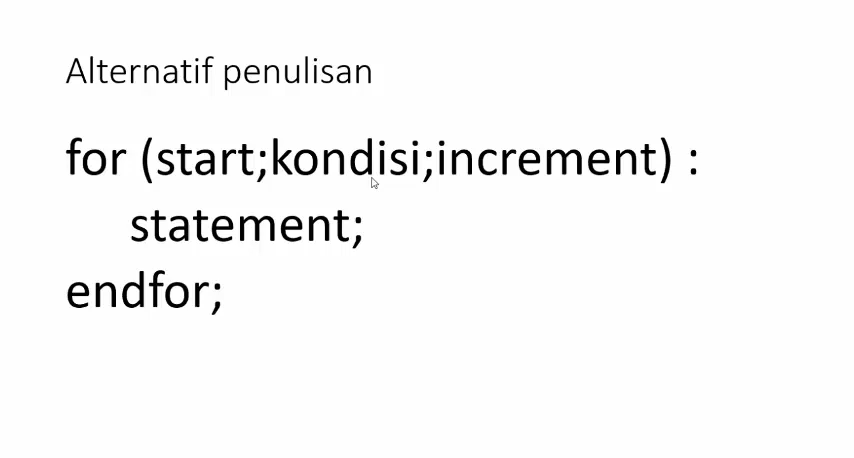 Alternatif penulisan
for (start;kondisi;increment) :
statement;
endfor;